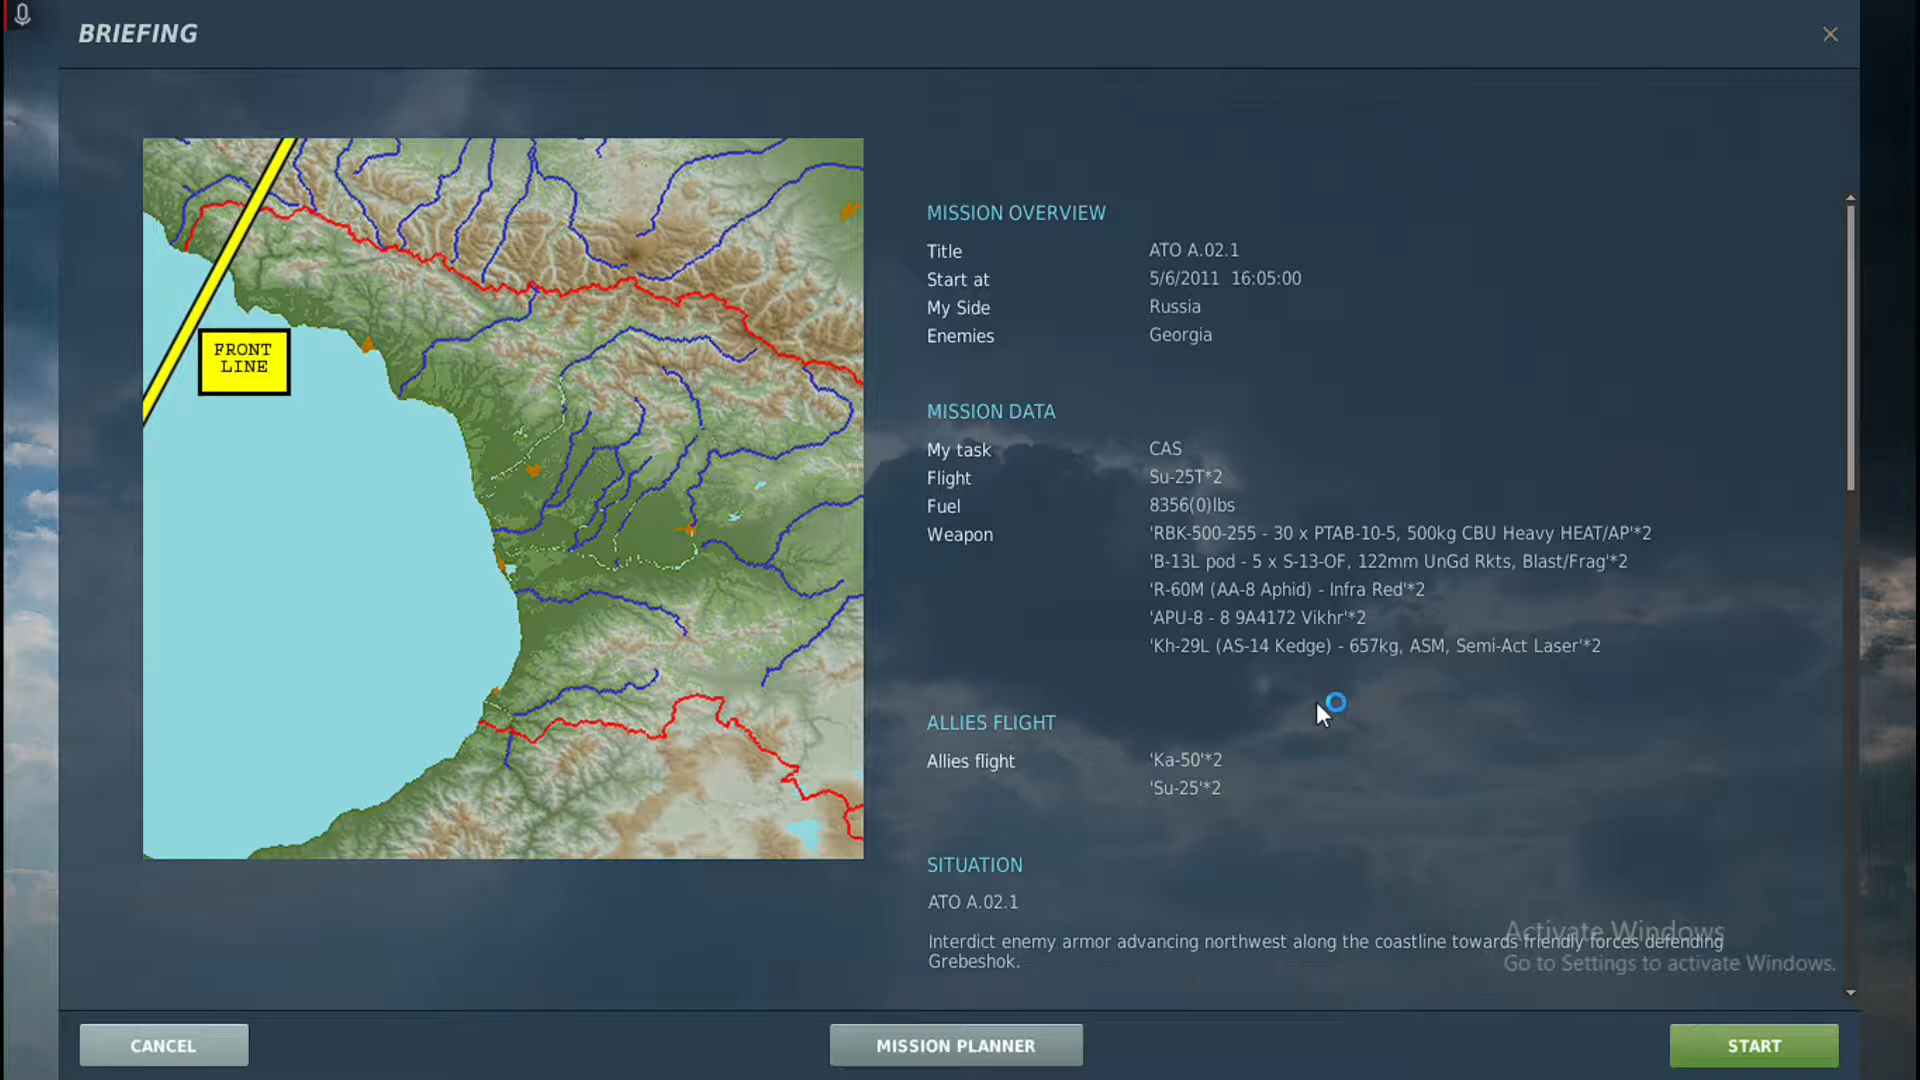 BRIEFING
FRONT
LINE
MISSION OVERVIEW
Title ATO A.02.1
Start at 5/6/2011 16:05:00
My Side Russia
Enemies Georgia
MISSION DATA
My task CAS
Flight Su-25T*2
Fuel 8356(0)lbs
Weapon 'RBK-500-255 - 30 x PTAB-10-5, 500kg CBU Heavy HEAT/AP'*2
'B-13L pod - 5 x S-13-OF, 122mm UnGd Rkts, Blast/Frag'*2
'R-60M (AA-8 Aphid) - Infra Red'*2
'APU-8 - 8 9A4172 Vikhr'*2
'Kh-29L (AS-14 Kedge) - 657kg, ASM, Semi-Act Laser'*2
ALLIES FLIGHT
Allies flight 'Ka-50'*2
'Su-25'*2
SITUATION
ATO A.02.1
Interdict enemy armor advancing northwest along the coastline towards friendly forces defending
Grebeshok.
Activate Windows
Go to Settings to activate Windows.
CANCEL
MISSION PLANNER
START